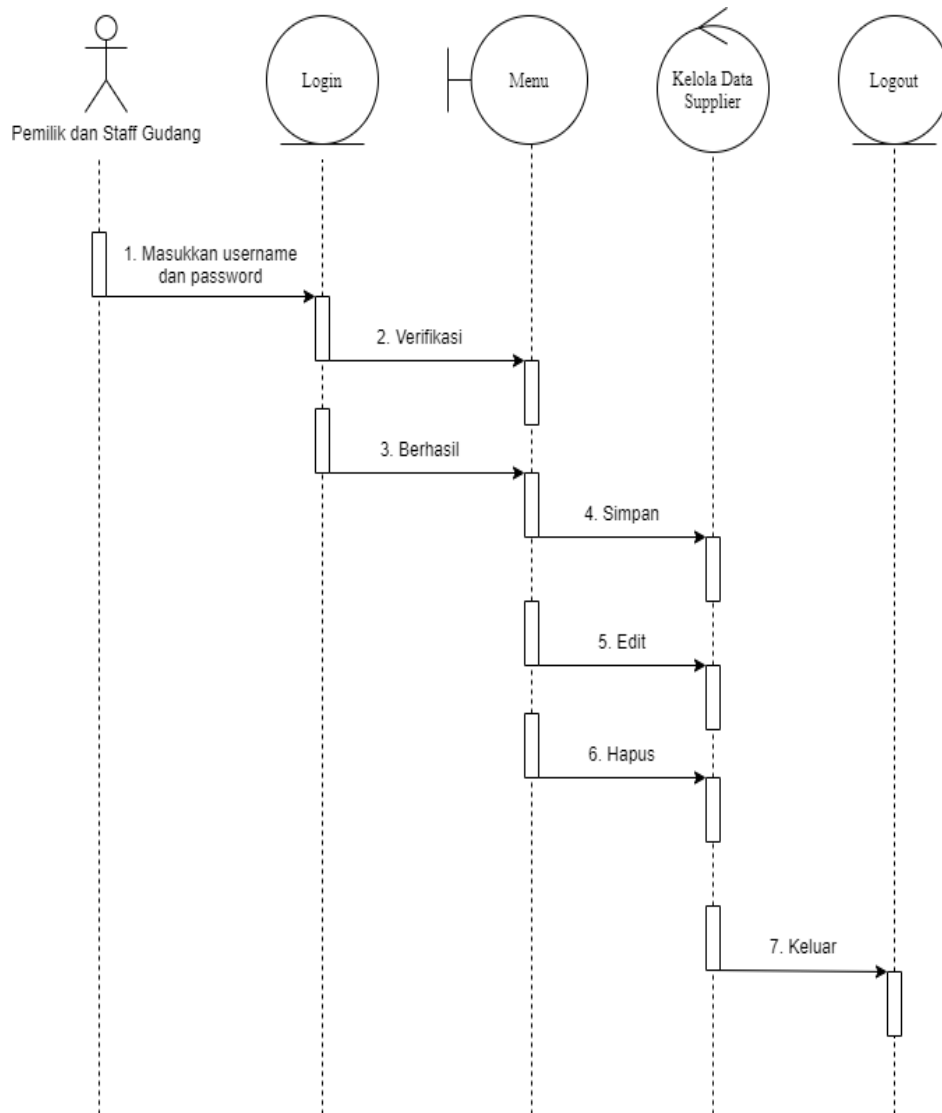 Login
Menu
Kelola Data
Supplier
Logout
Pemilik dan Staff Gudang
1. Masukkan username
dan password
2. Verifikasi
3. Berhasil
4. Simpan
5. Edit
6. Hapus
7. Keluar